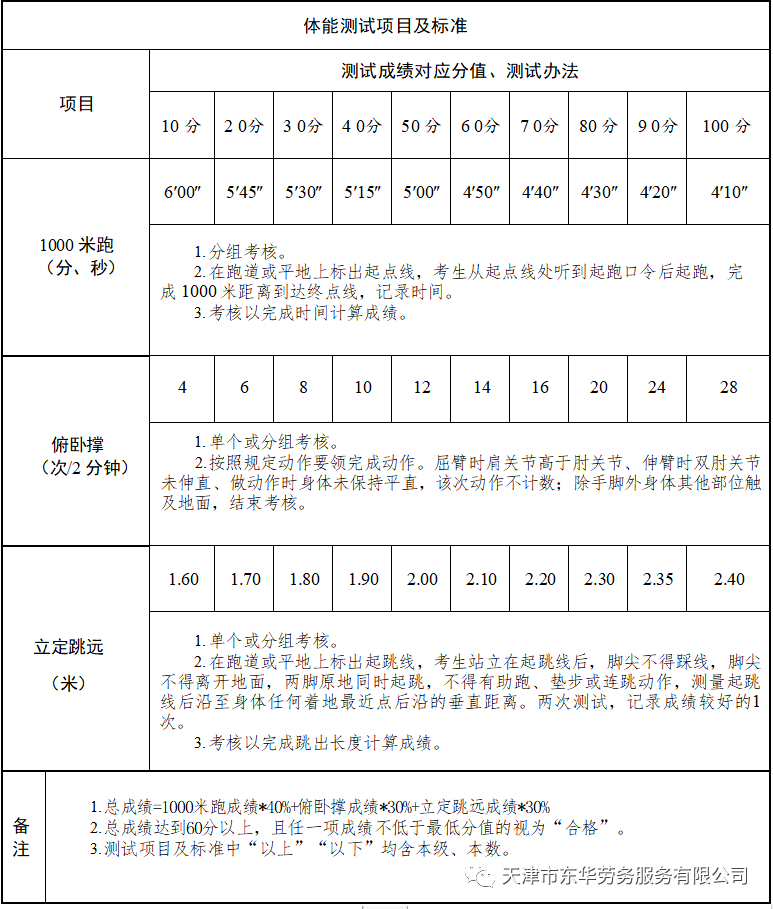 体能测试项目及标准
项目
测试成绩对应分值、测试办法
10 分 2 0分 3 0分 4 0分 50 分 6 0分 7 0分 80 分 9 0分 100 分
1000 米跑
（分、秒）
6′00″ 5′45″ 5′30″ 5′15″ 5′00″ 4′50″ 4′40″ 4′30″ 4′20″ 4′10″
1.分组考核。
2.在跑道或平地上标出起点线，考生从起点线处听到起跑口令后起跑，完
成 1000 米距离到达终点线，记录时间。
3.考核以完成时间计算成绩。
俯卧撑
（次/2 分钟）
4 6 8 10 12 14 16 20 24 28
1.单个或分组考核。
2.按照规定动作要领完成动作。屈臂时肩关节高于肘关节、伸臂时双肘关节
未伸直、做动作时身体未保持平直，该次动作不计数；除手脚外身体其他部位触
及地面，结束考核。
立定跳远
（米）
1.60 1.70 1.80 1.90 2.00 2.10 2.20 2.30 2.35 2.40
1.单个或分组考核。
2.在跑道或平地上标出起跳线，考生站立在起跳线后，脚尖不得踩线，脚尖
不得离开地面，两脚原地同时起跳，不得有助跑、垫步或连跳动作，测量起跳
线后沿至身体任何着地最近点后沿的垂直距离。两次测试，记录成绩较好的1
次。
3.考核以完成跳出长度计算成绩。
备
注
1.总成绩=1000米跑成绩*40%+俯卧撑成绩*30%+立定跳远成绩*30%
2.总成绩达到60分以上，且任一项成绩不低于最低分值的视为“合格”。
3.测试项目及标准中“以上”“以下”均含本级、本数。
天津市东华劳务服务有限公司